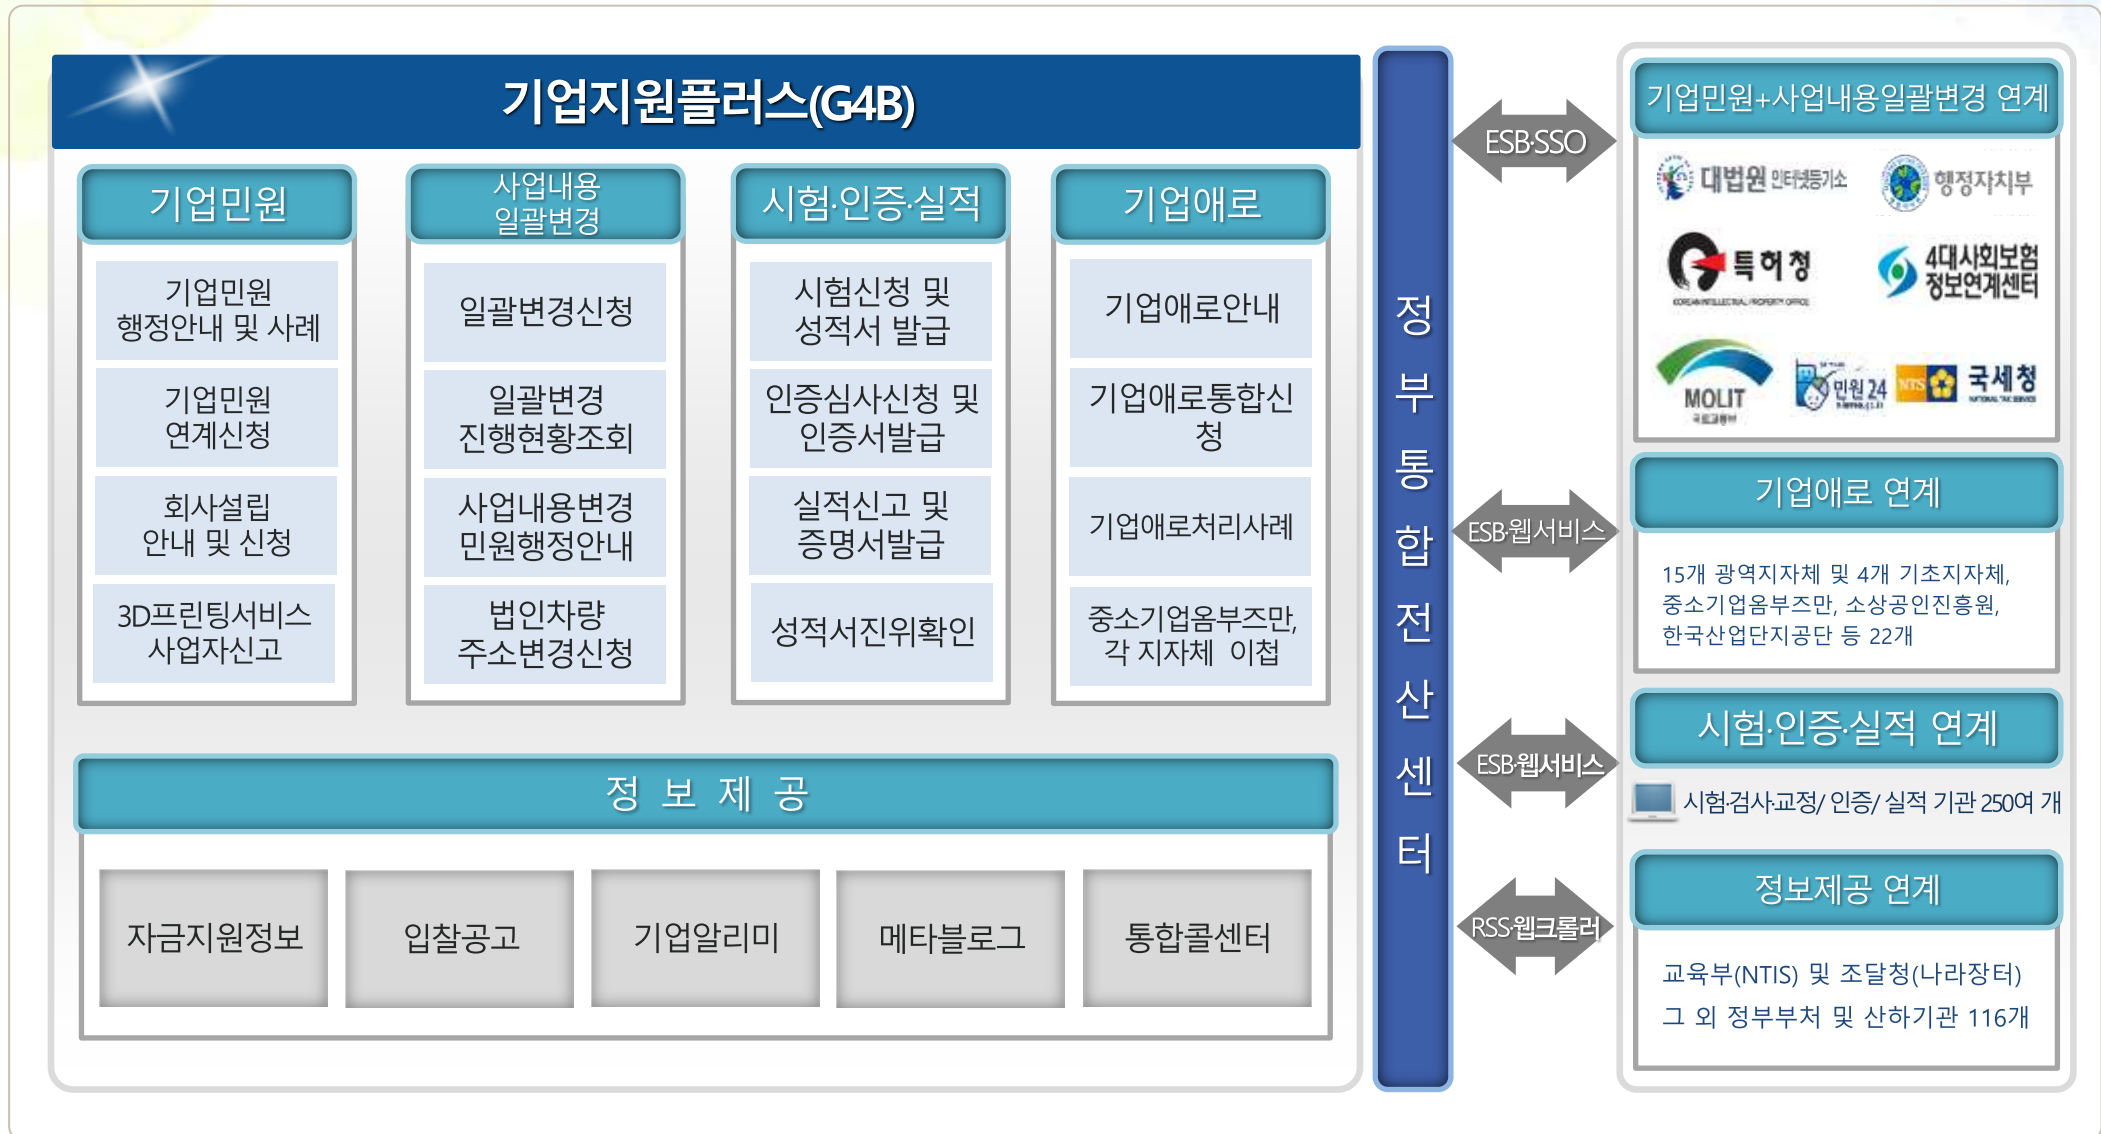 기업지원플러스(G4B)
기업민원
기업민원
행정안내 및 사례
기업민원
연계신청
회사설립
안내 및 신청
3D프린팅서비스
사업자신고
사업내용
일괄변경
일괄변경신청
일괄변경
진행현황조회
사업내용변경
민원행정안내
법인차량
주소변경신청
시험·인증·실적
시험신청 및
성적서 발급
인증심사신청 및
인증서발급
실적신고 및
증명서발급
성적서진위확인
기업애로
기업애로안내
기업애로통합신
청
기업애로처리사례
중소기업옴부즈만,
각 지자체 이첩
정 보 제 공
자금지원정보
입찰공고
기업알리미
메타블로그
통합콜센터
정
부
통
합
전
산
센
터
ESB·SSO
ESB·웹서비스
ESB·웹서비스
RSS·웹크롤러
기업민원+사업내용일괄변경 연계
대법원 인터넷등기소
행정자치부
특허청
KOREAN INTELLECTUAL PROPERTY OFFICE
4대사회보험
정보연계센터
MOLIT
국토교통부
민원24
NTS 국세청
NATIONAL TAX SERVICE
기업애로 연계
15개 광역지자체 및 4개 기초지자체,
중소기업옴부즈만, 소상공인진흥원,
한국산업단지공단 등 22개
시험·인증·실적 연계
시험·검사·교정/ 인증/ 실적 기관 250여 개
정보제공 연계
교육부(NTIS) 및 조달청(나라장터)
그 외 정부부처 및 산하기관 116개